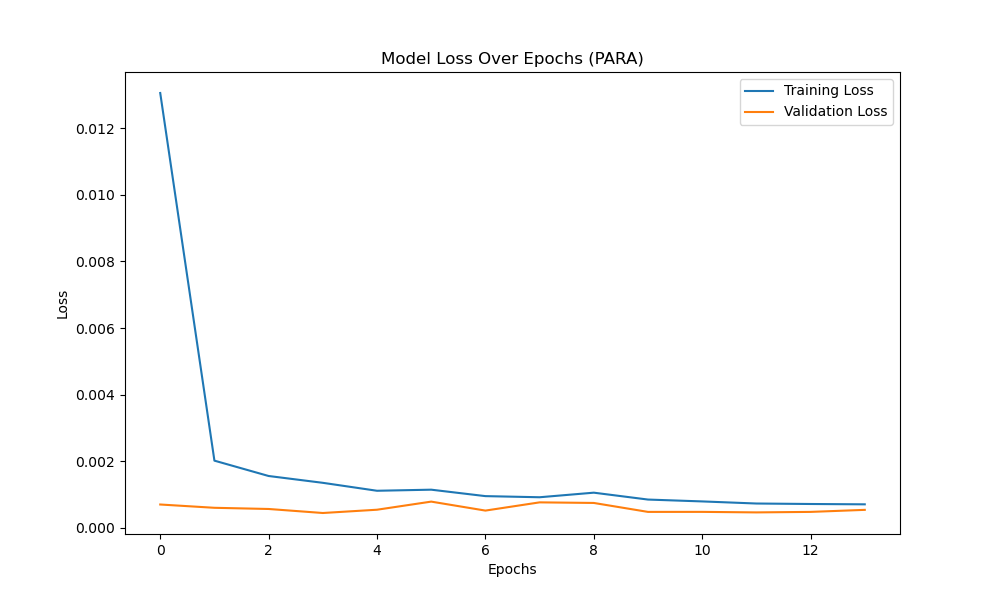 Model Loss Over Epochs (PARA)
Training Loss
Validation Loss
0.012
0.010
0.008
0.006
0.004
0.002
0.000
Loss
0 2 4 6 8 10 12
Epochs